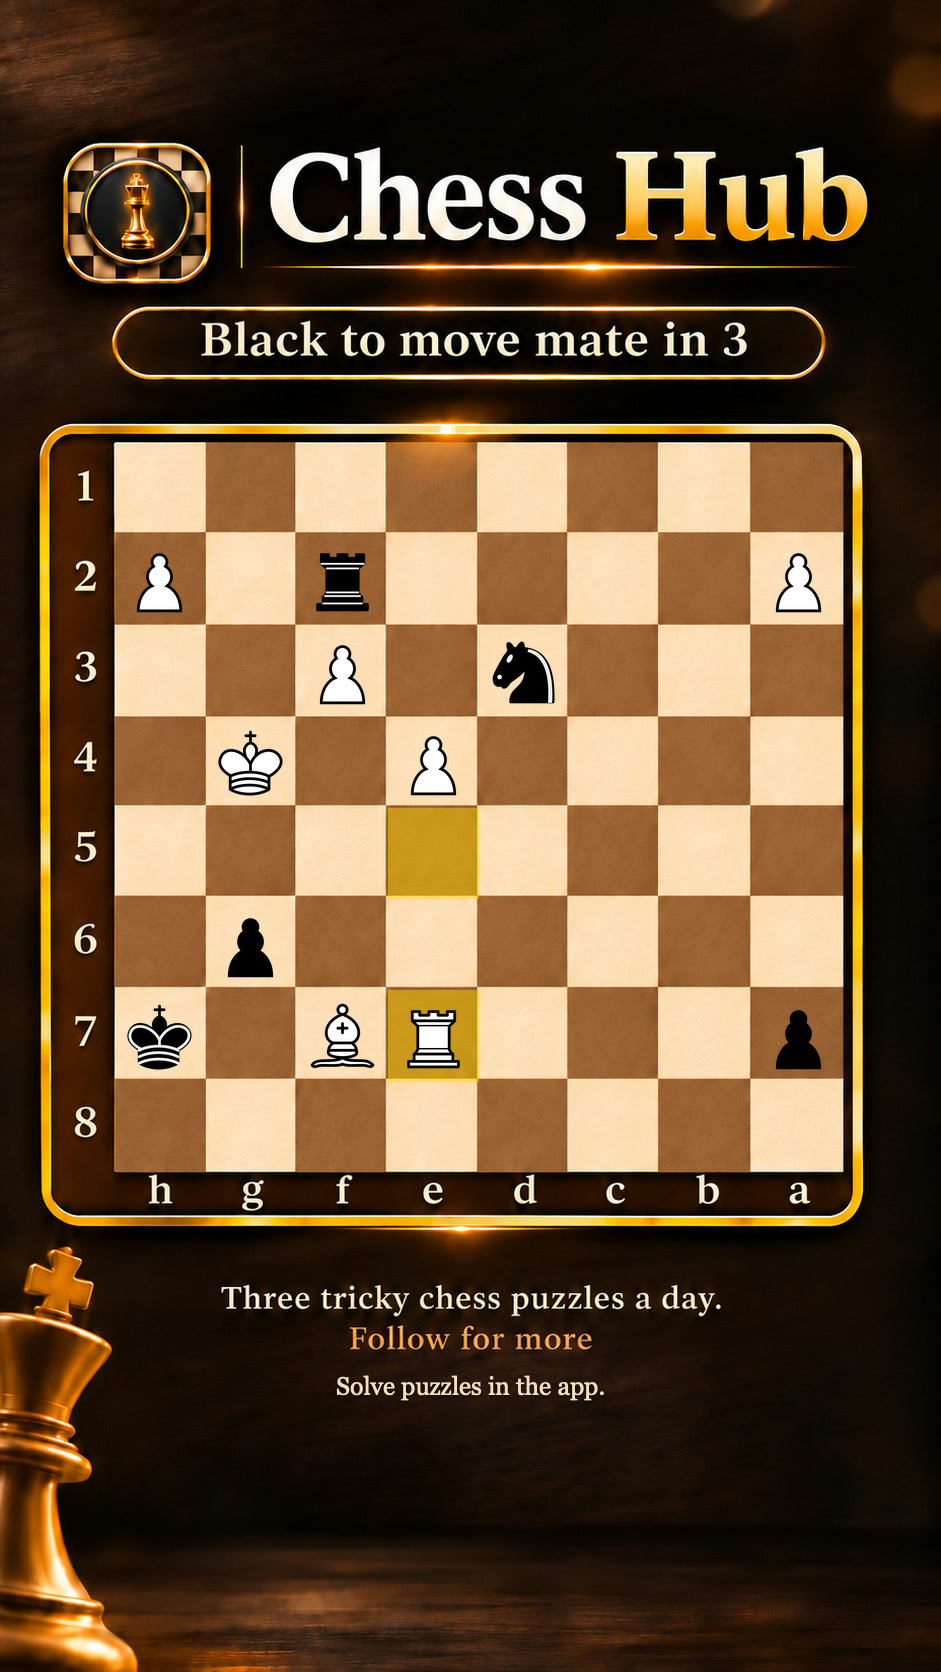 Chess Hub
Black to move mate in 3
1
2
3
4
5
6
7
8
h g f e d c b a
Three tricky chess puzzles a day.
Follow for more
Solve puzzles in the app.